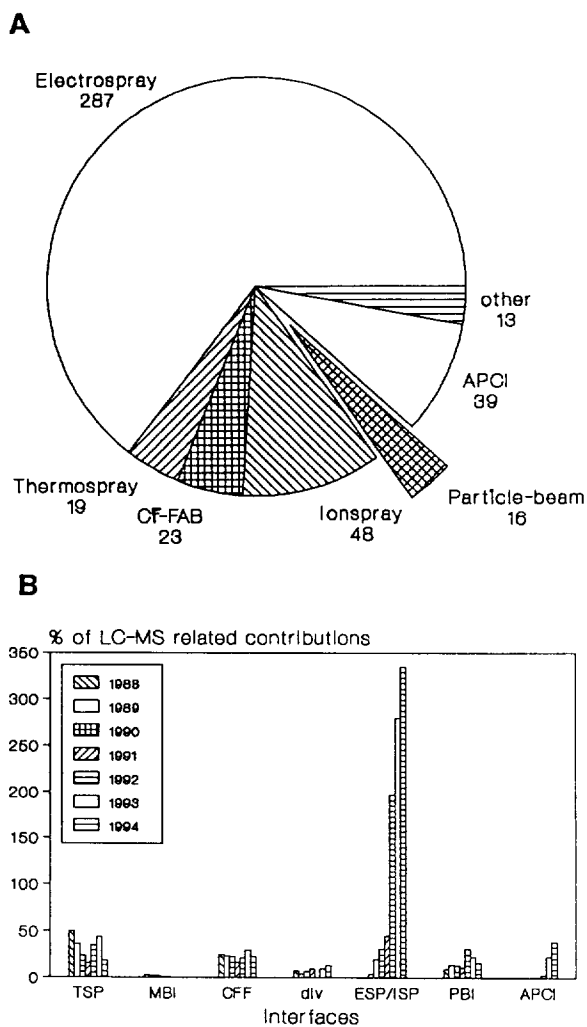 A
Electrospray
287
other
13
APCI
39
Particle-beam
16
Ionspray
48
CF-FAB
23
Thermospray
19
B
% of LC-MS related contributions
350
300
250
200
150
100
50
0
1988
1989
1990
1991
1992
1993
1994
TSP MBI CFF div ESP/ISP PBI APCI
Interfaces